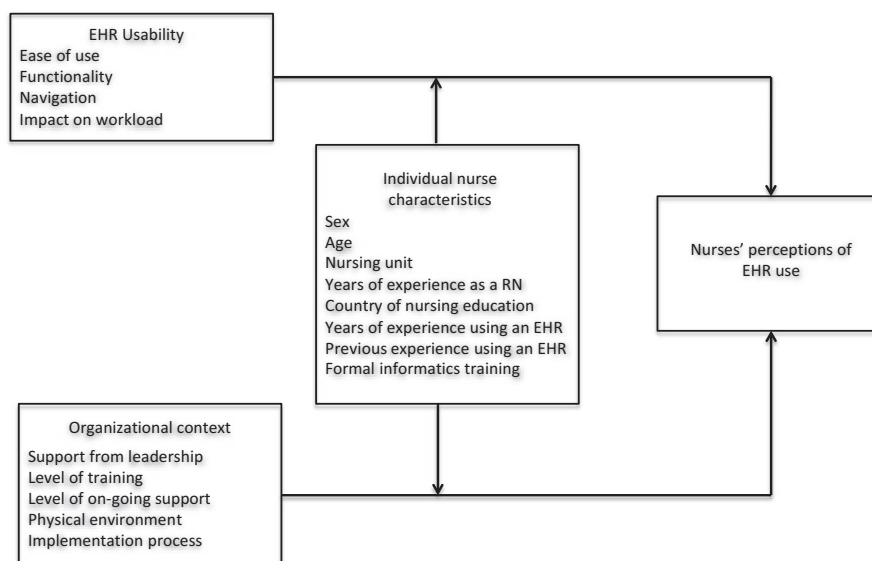 EHR Usability
Ease of use
Functionality
Navigation
Impact on workload
Individual nurse
characteristics
Sex
Age
Nursing unit
Years of experience as a RN
Country of nursing education
Years of experience using an EHR
Previous experience using an EHR
Formal informatics training
Nurses’ perceptions of
EHR use
Organizational context
Support from leadership
Level of training
Level of on-going support
Physical environment
Implementation process